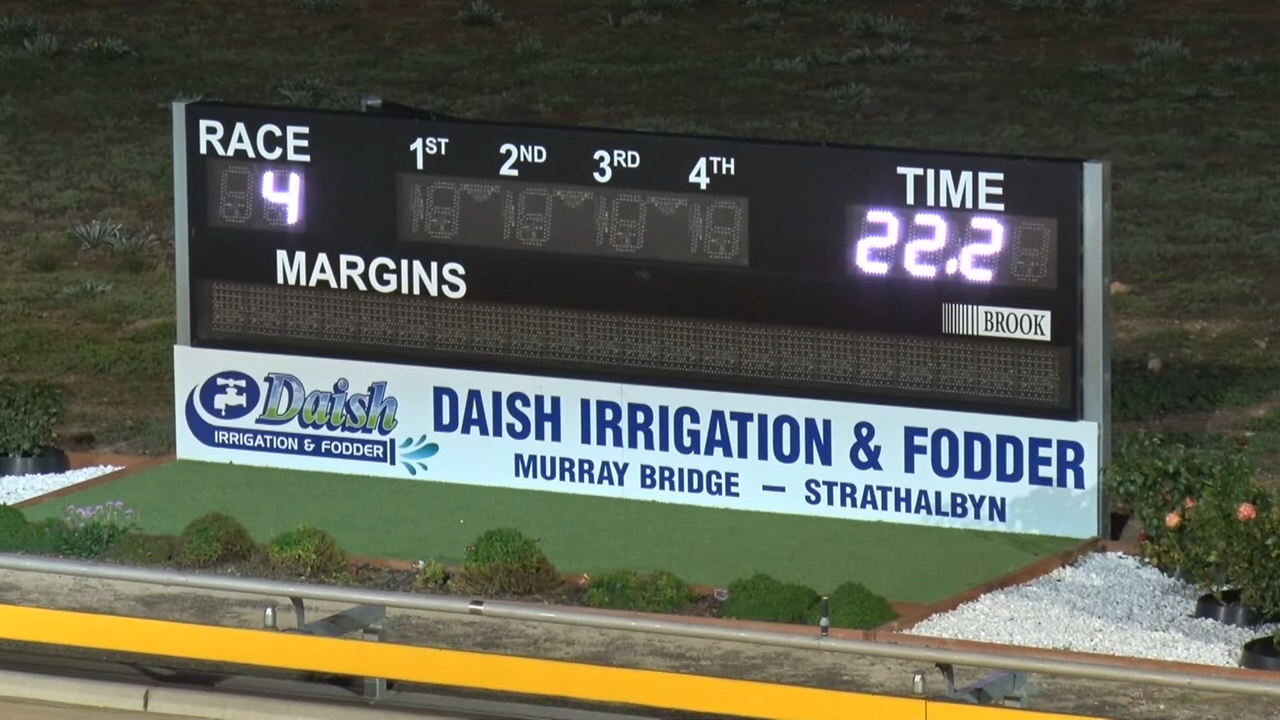 RACE 1ST 2ND 3RD 4TH TIME
4 22.2
MARGINS
BROOK
Daish
IRRIGATION & FODDER
DAISH IRRIGATION & FODDER
MURRAY BRIDGE – STRATHALBYN